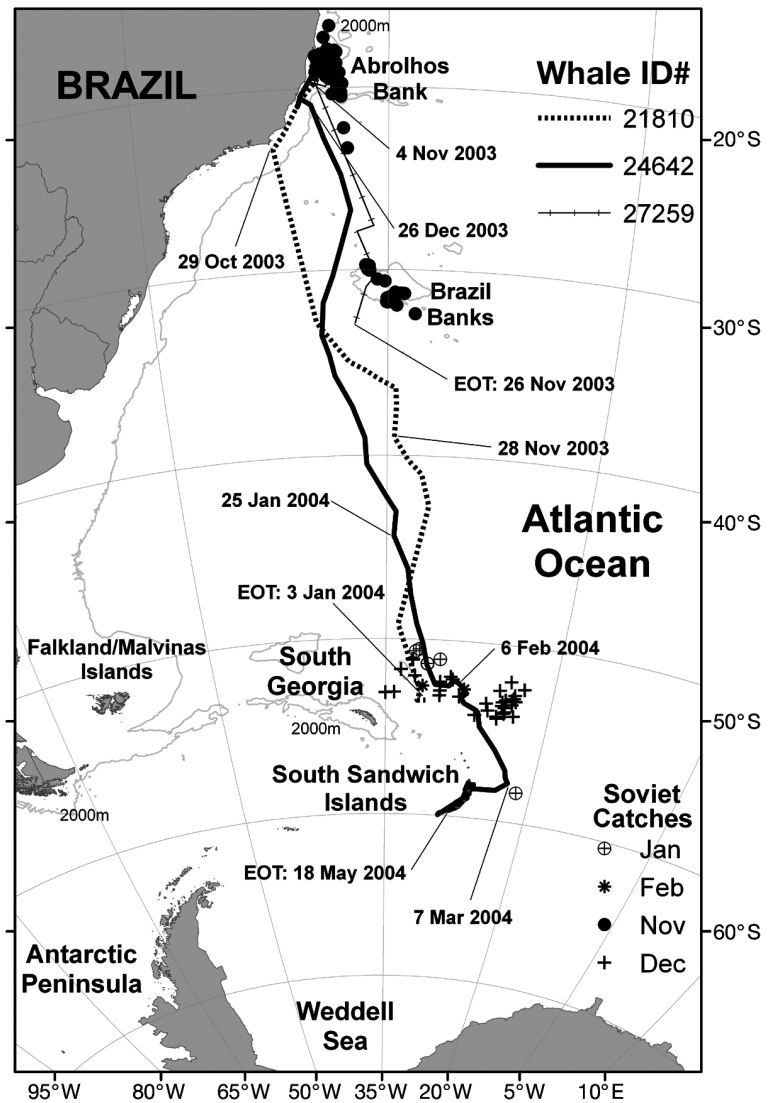 2000m
BRAZIL
Abrolhos
Bank
Whale ID#
21810
24642
27259
20°S
4 Nov 2003
26 Dec 2003
29 Oct 2003
Brazil
Banks
30°S
EOT: 26 Nov 2003
28 Nov 2003
25 Jan 2004
Atlantic
Ocean
40°S
EOT: 3 Jan 2004
6 Feb 2004
Falkland/Malvinas
Islands
South
Georgia
50°S
2000m
South Sandwich
Islands
2000m
Soviet
Catches
Jan
Feb
Nov
Dec
EOT: 18 May 2004
7 Mar 2004
60°S
Antarctic
Peninsula
Weddell
Sea
95°W 80°W 65°W 50°W 35°W 20°W 5°W 10°E